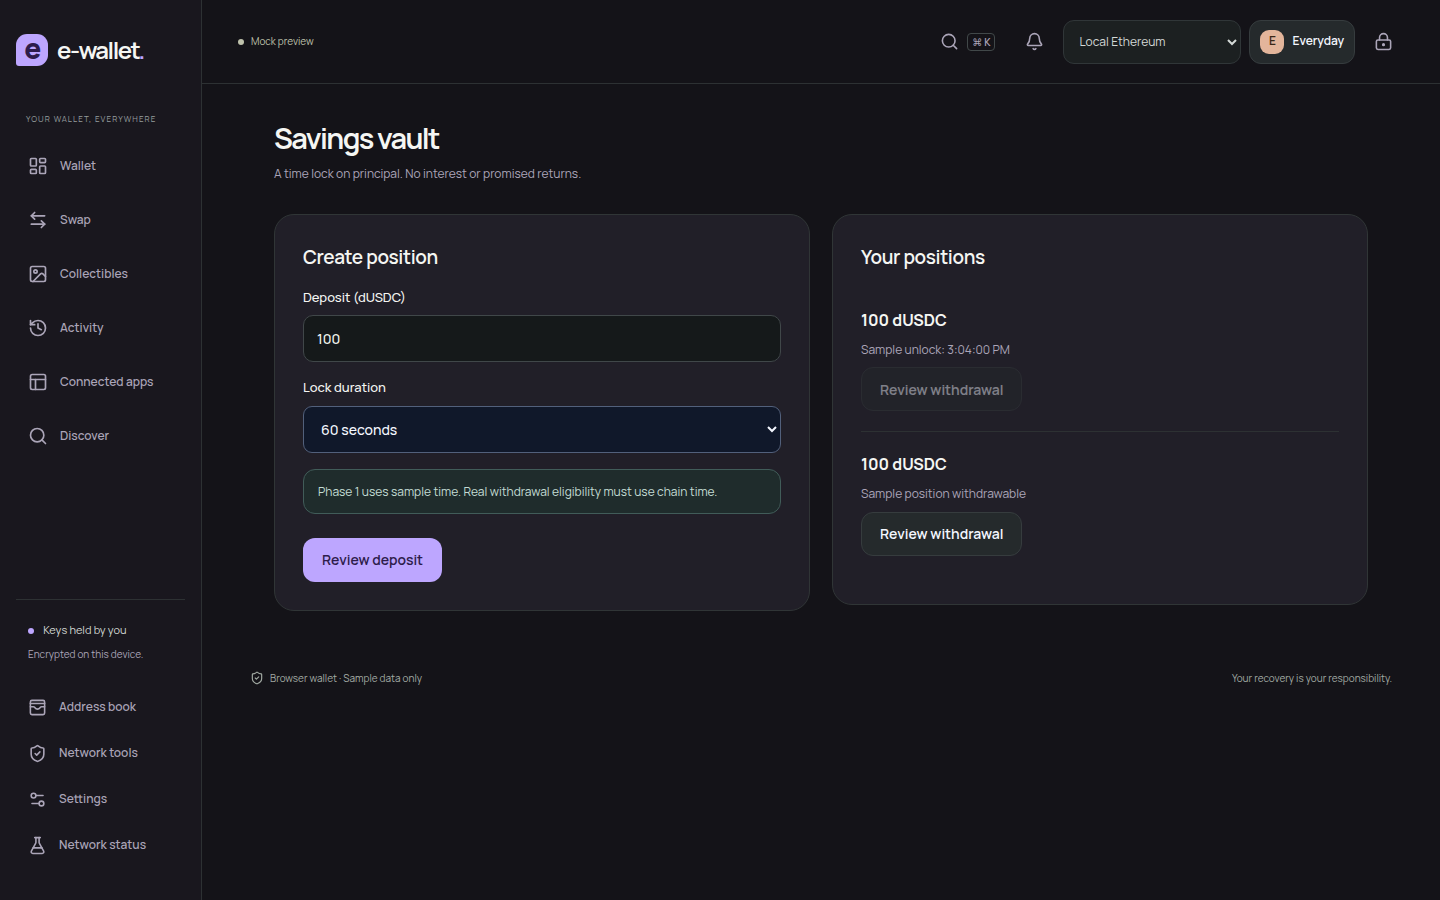 e e-wallet.
Mock preview
⌘ K
Local Ethereum
E Everyday
YOUR WALLET, EVERYWHERE
Wallet
Swap
Collectibles
Activity
Connected apps
Discover
Keys held by you
Encrypted on this device.
Address book
Network tools
Settings
Network status
Savings vault
A time lock on principal. No interest or promised returns.
Create position
Deposit (dUSDC)
100
Lock duration
60 seconds
Phase 1 uses sample time. Real withdrawal eligibility must use chain time.
Review deposit
Your positions
100 dUSDC
Sample unlock: 3:04:00 PM
Review withdrawal
100 dUSDC
Sample position withdrawable
Review withdrawal
Browser wallet · Sample data only
Your recovery is your responsibility.